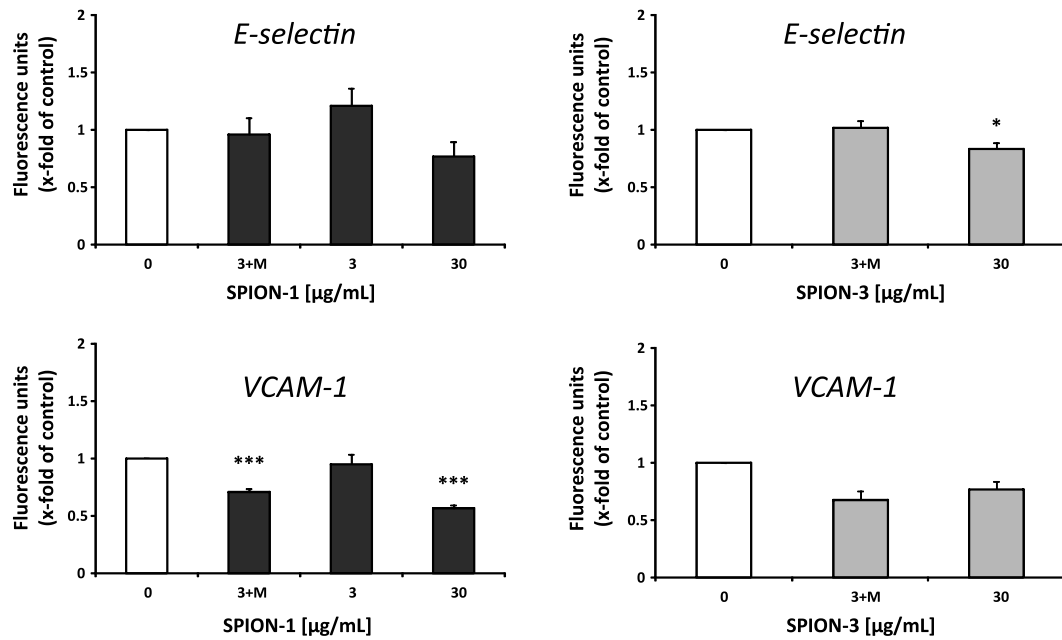 E-selectin
Fluorescence units
(x-fold of control)
2
1.5
1
0.5
0
0 3+M 3 30
SPION-1 [µg/mL]
E-selectin
Fluorescence units
(x-fold of control)
2
1.5
1
0.5
0
*
0 3+M 30
SPION-3 [µg/mL]
VCAM-1
Fluorescence units
(x-fold of control)
2
1.5
1
0.5
0
*** ***
0 3+M 3 30
SPION-1 [µg/mL]
VCAM-1
Fluorescence units
(x-fold of control)
2
1.5
1
0.5
0
0 3+M 30
SPION-3 [µg/mL]